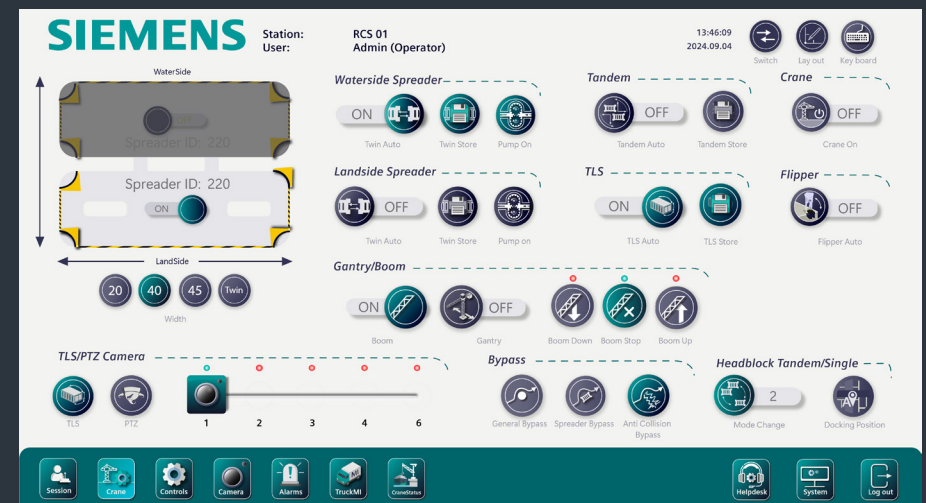 SIEMENS
Station: RCS 01
User: Admin (Operator)
13:46:09
2024.09.04
Switch
Lay out
Key board
WaterSide
Spreader ID: 220
Spreader ID: 220
ON
LandSide
20
40
45
Twin
Width
Waterside Spreader
ON
Twin Auto
Twin Store
Pump On
Tandem
OFF
Tandem Auto
Tandem Store
Crane
OFF
Crane On
Landside Spreader
OFF
Twin Auto
Twin Store
Pump on
TLS
ON
TLS Auto
TLS Store
Flipper
OFF
Flipper Auto
Gantry/Boom
ON
Boom
OFF
Gantry
Boom Down
Boom Stop
Boom Up
TLS/PTZ Camera
TLS
PTZ
1
2
3
4
6
Bypass
General Bypass
Spreader Bypass
Anti Collision
Bypass
Headblock Tandem/Single
2
Mode Change
Docking Position
Session
Crane
Controls
Camera
Alarms
TruckMI
CraneStatus
Helpdesk
System
Log out